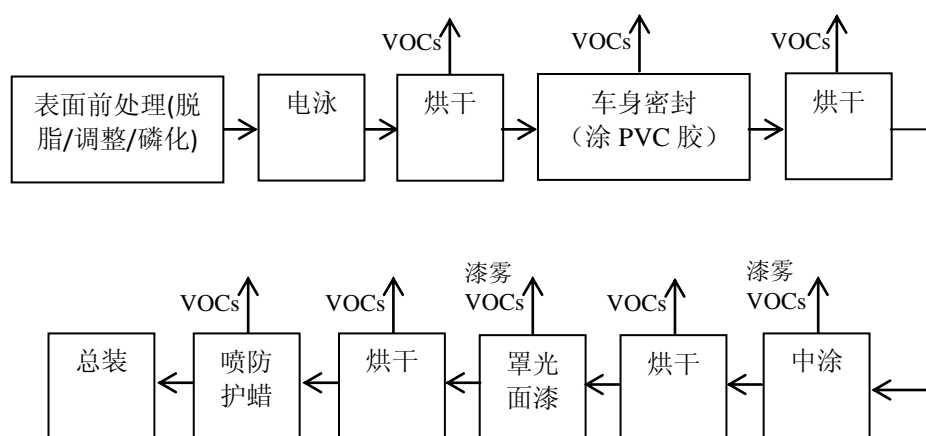 VOCs
VOCs
VOCs
表面前处理(脱
脂/调整/磷化)
电泳
烘干
车身密封
（涂 PVC 胶）
烘干
VOCs
VOCs
漆雾
VOCs
VOCs
漆雾
VOCs
总装
喷防
护蜡
烘干
罩光
面漆
烘干
中涂